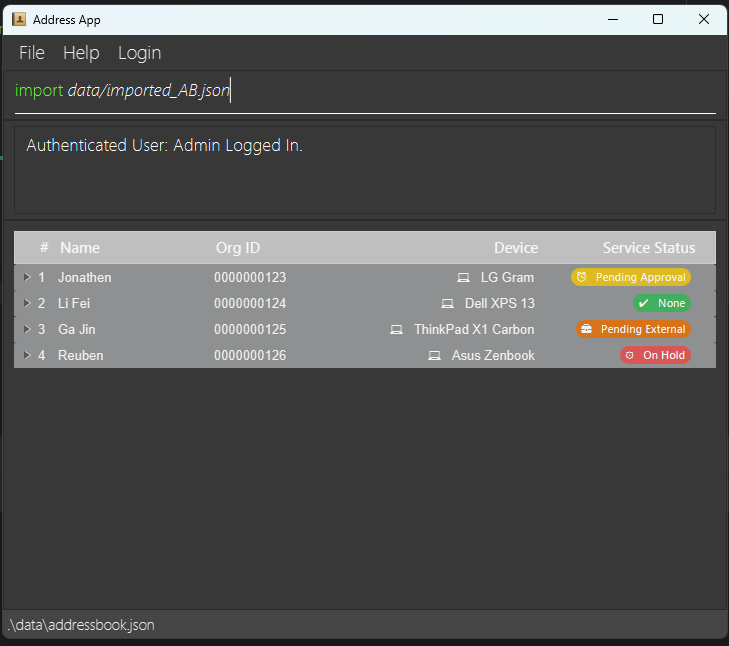 Address App
File Help Login
import data/imported_AB.json
Authenticated User: Admin Logged In.
# Name Org ID Device Service Status
1 Jonathen 0000000123 LG Gram Pending Approval
2 Li Fei 0000000124 Dell XPS 13 None
3 Ga Jin 0000000125 ThinkPad X1 Carbon Pending External
4 Reuben 0000000126 Asus Zenbook On Hold
.\data\addressbook.json